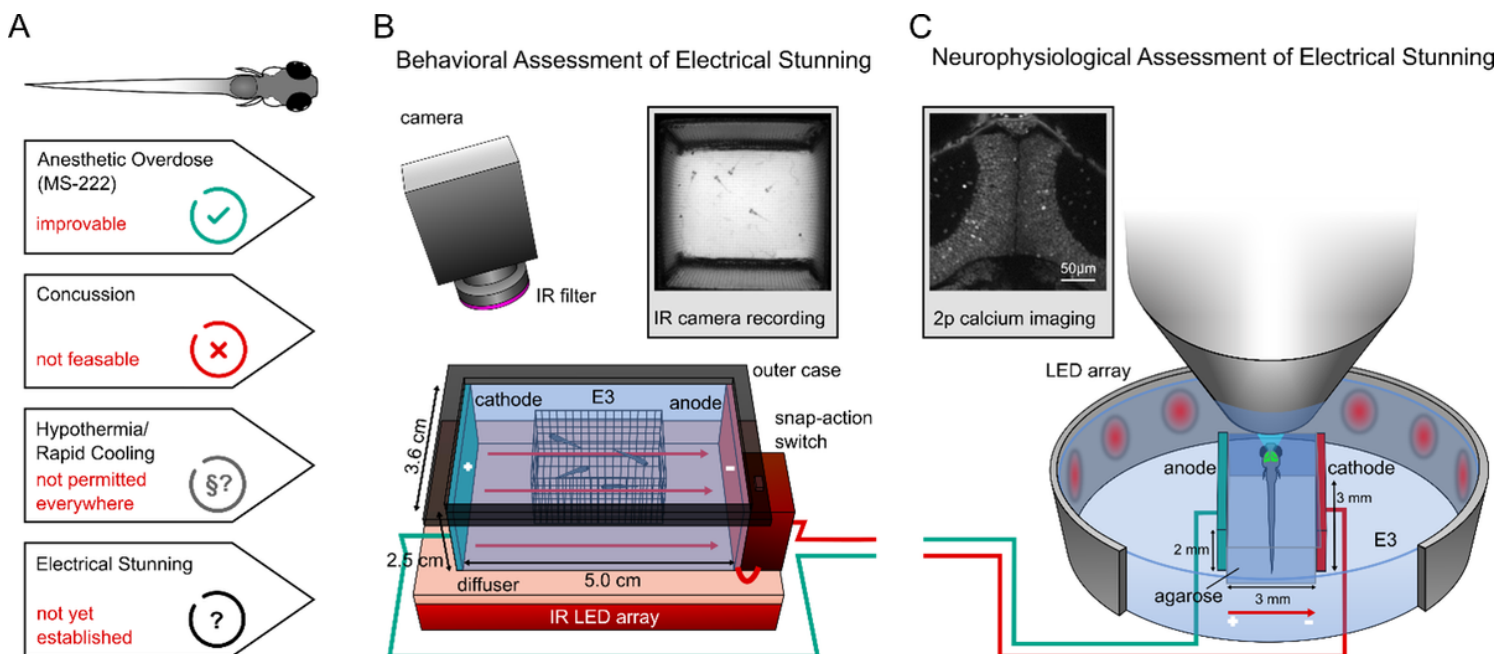 A
Anesthetic Overdose
(MS-222)
improvable
Concussion
not feasable
Hypothermia/
Rapid Cooling
not permitted
everywhere
§?
Electrical Stunning
not yet
established
?
B
Behavioral Assessment of Electrical Stunning
camera
IR filter
IR camera recording
outer case
cathode
E3
anode
snap-action
switch
3.6 cm
+
-
2.5 cm
diffuser
5.0 cm
IR LED array
C
Neurophysiological Assessment of Electrical Stunning
50µm
2p calcium imaging
LED array
anode
cathode
3 mm
2 mm
E3
agarose
3 mm
+
-